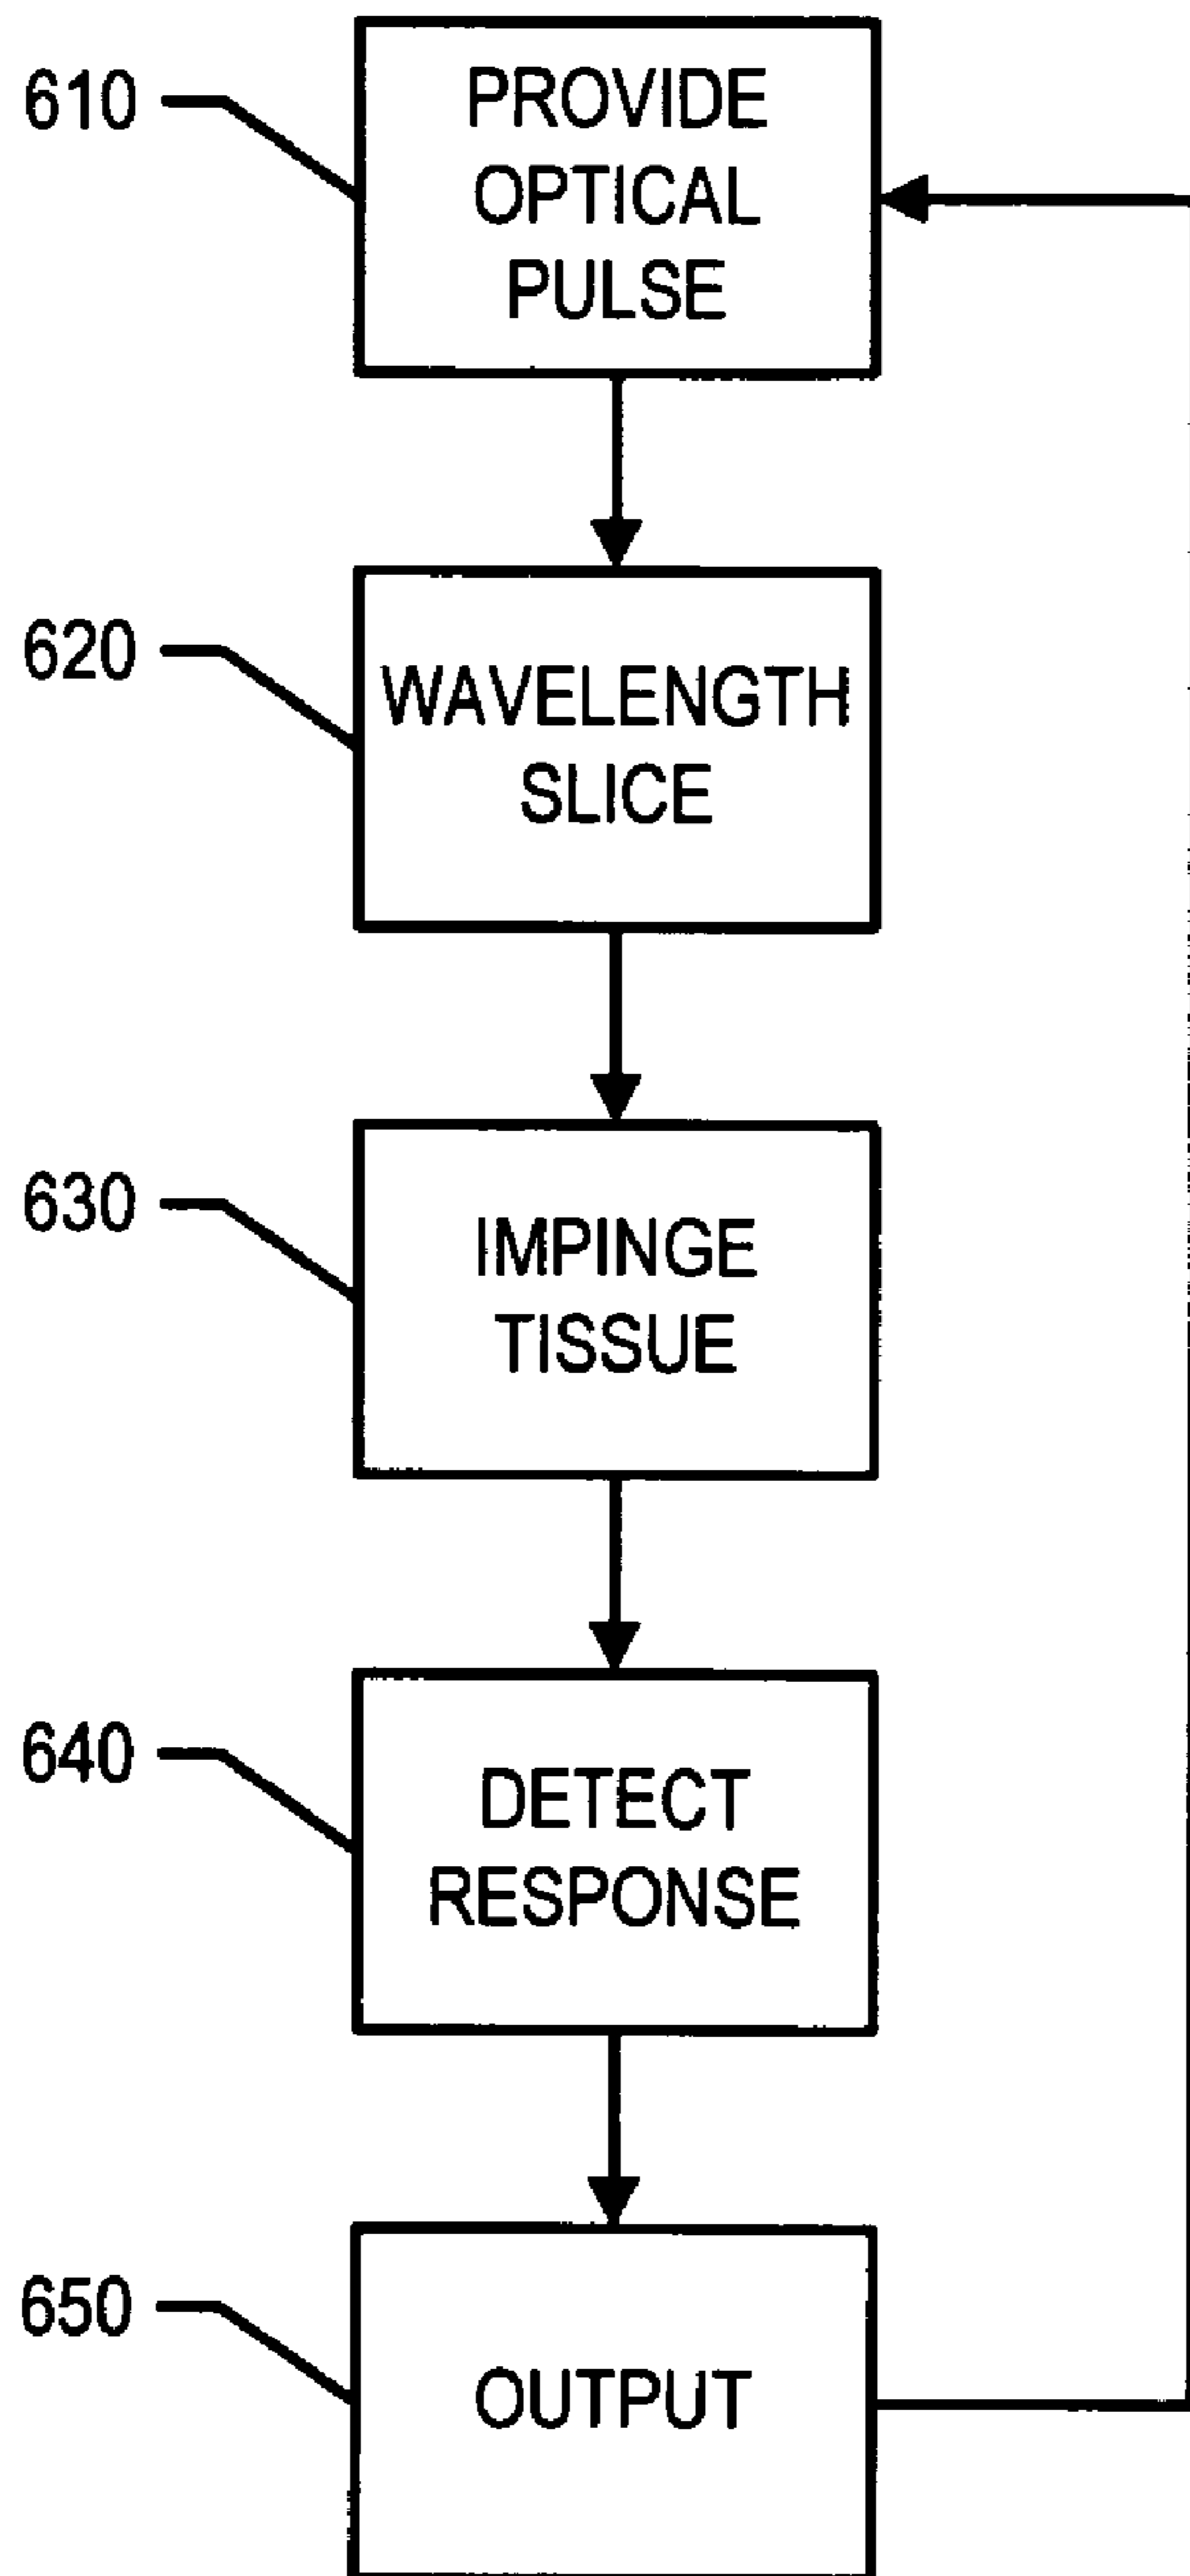 610
PROVIDE
OPTICAL
PULSE
620
WAVELENGTH
SLICE
630
IMPINGE
TISSUE
640
DETECT
RESPONSE
650
OUTPUT